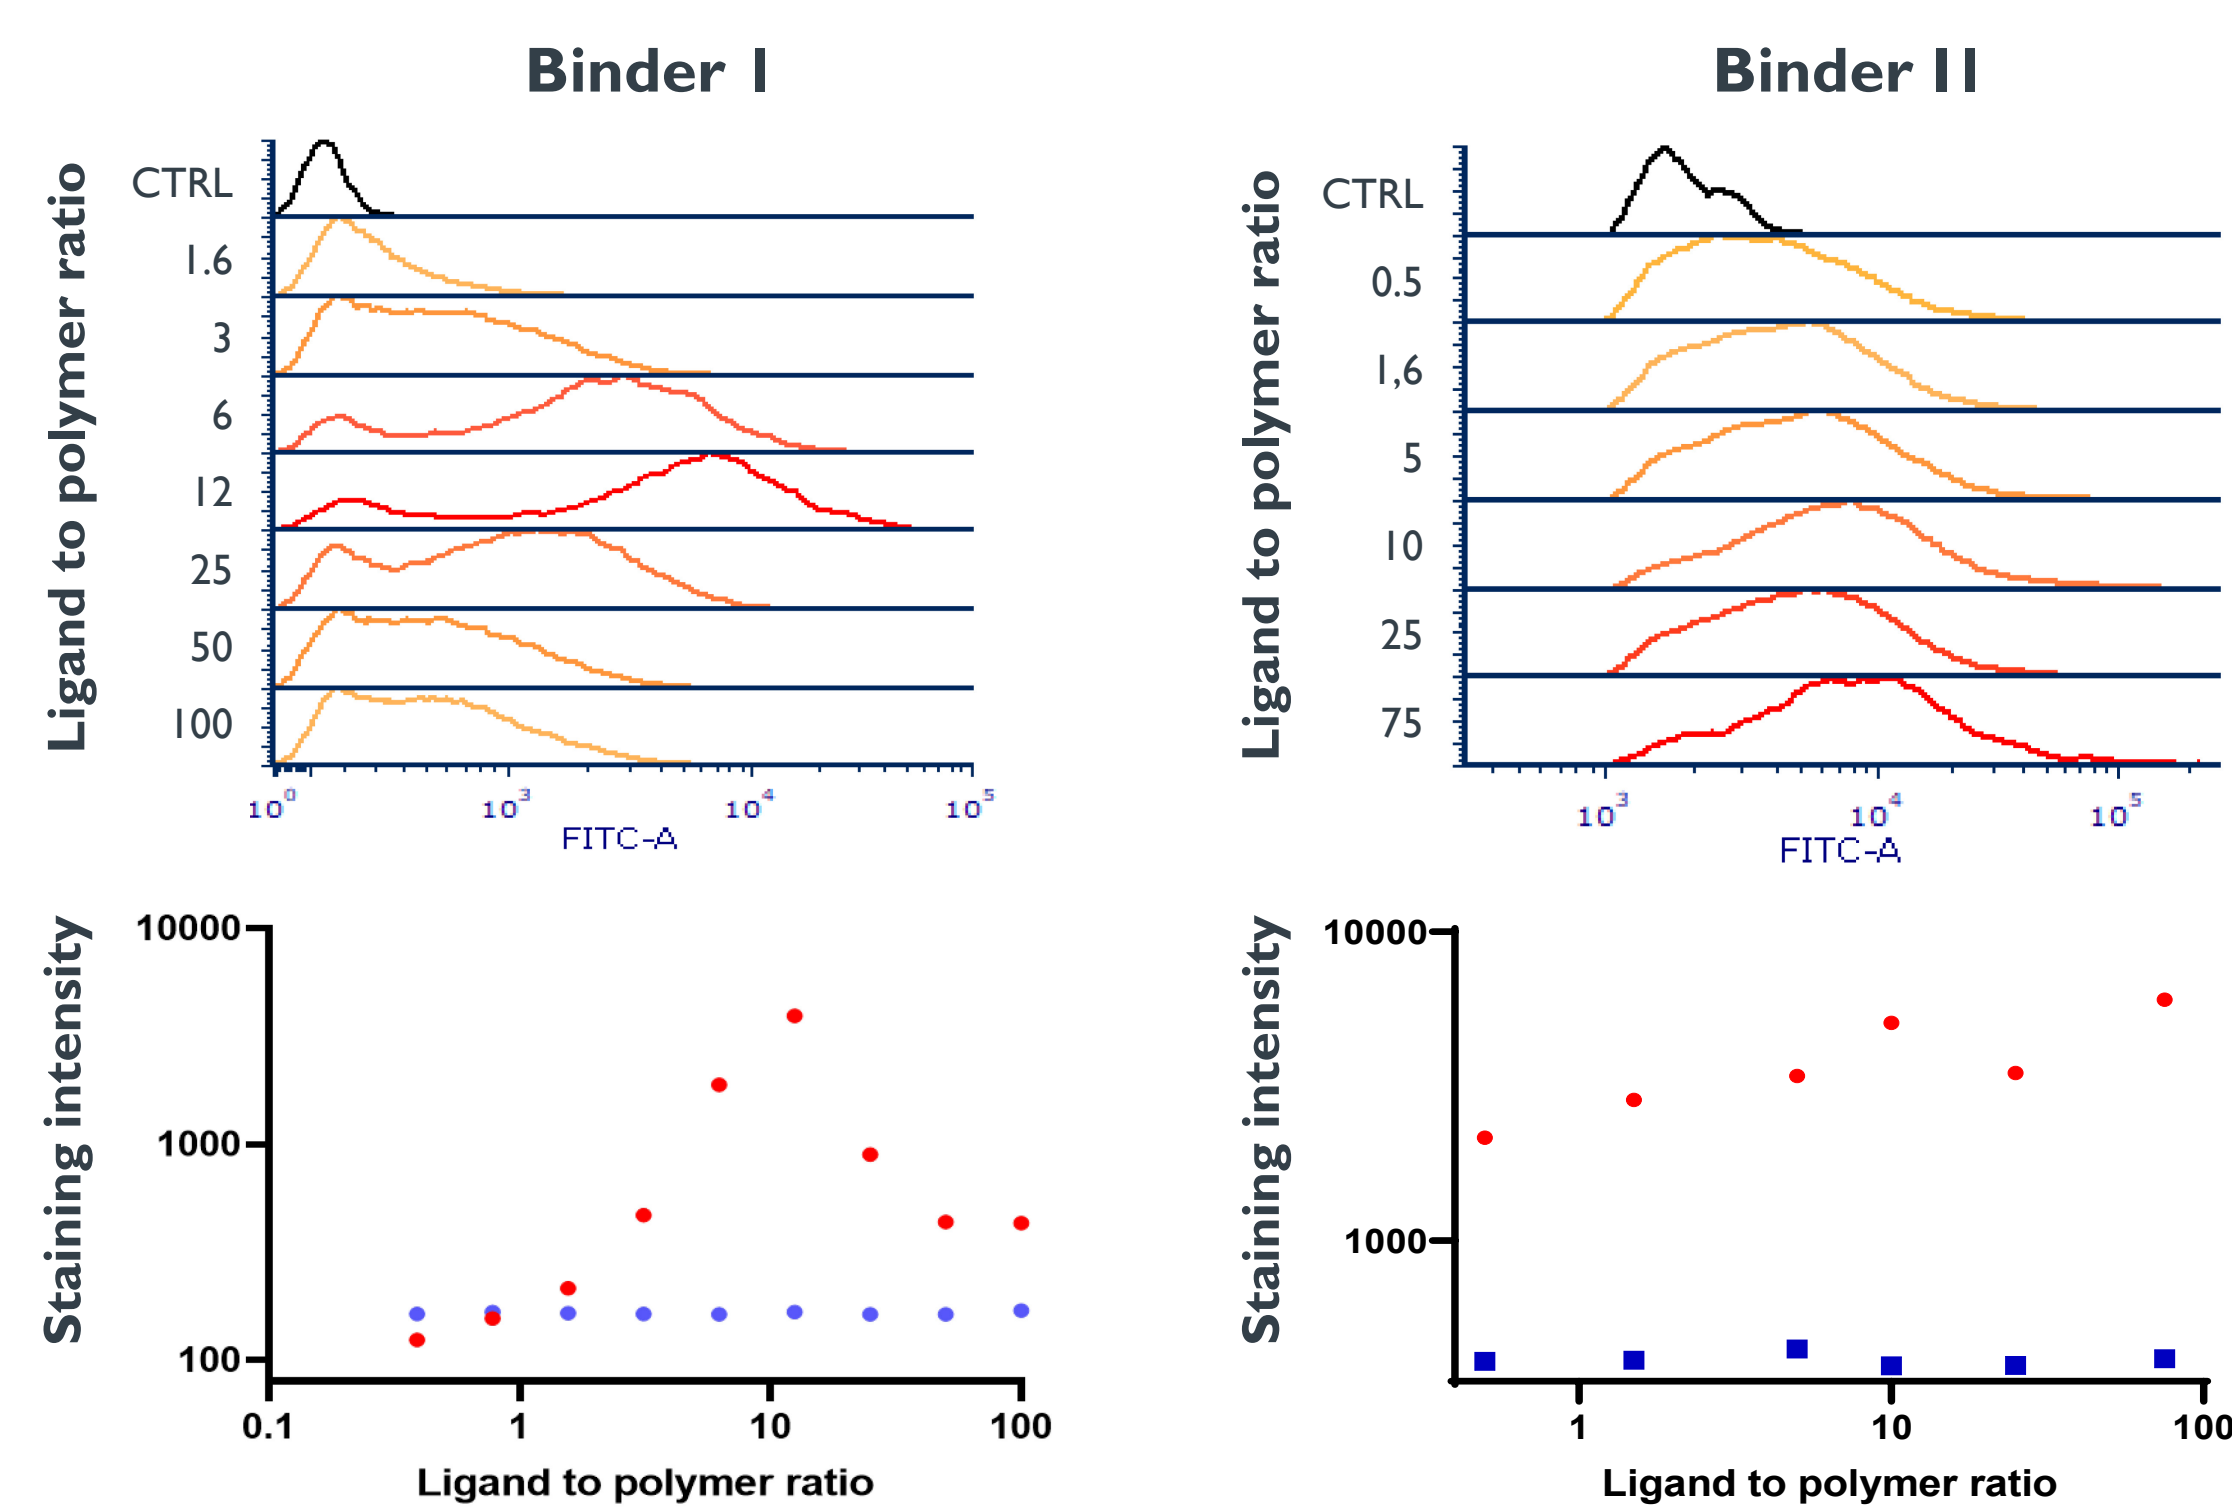 Binder I
Ligand to polymer ratio
CTRL
1.6
3
6
12
25
50
100
10^0 10^3 10^4 10^5
FITC-A
Binder II
Ligand to polymer ratio
CTRL
0.5
1,6
5
10
25
75
10^3 10^4 10^5
FITC-A
Staining intensity
10000
1000
100
0.1 1 10 100
Ligand to polymer ratio
Staining intensity
10000
1000
1 10 100
Ligand to polymer ratio